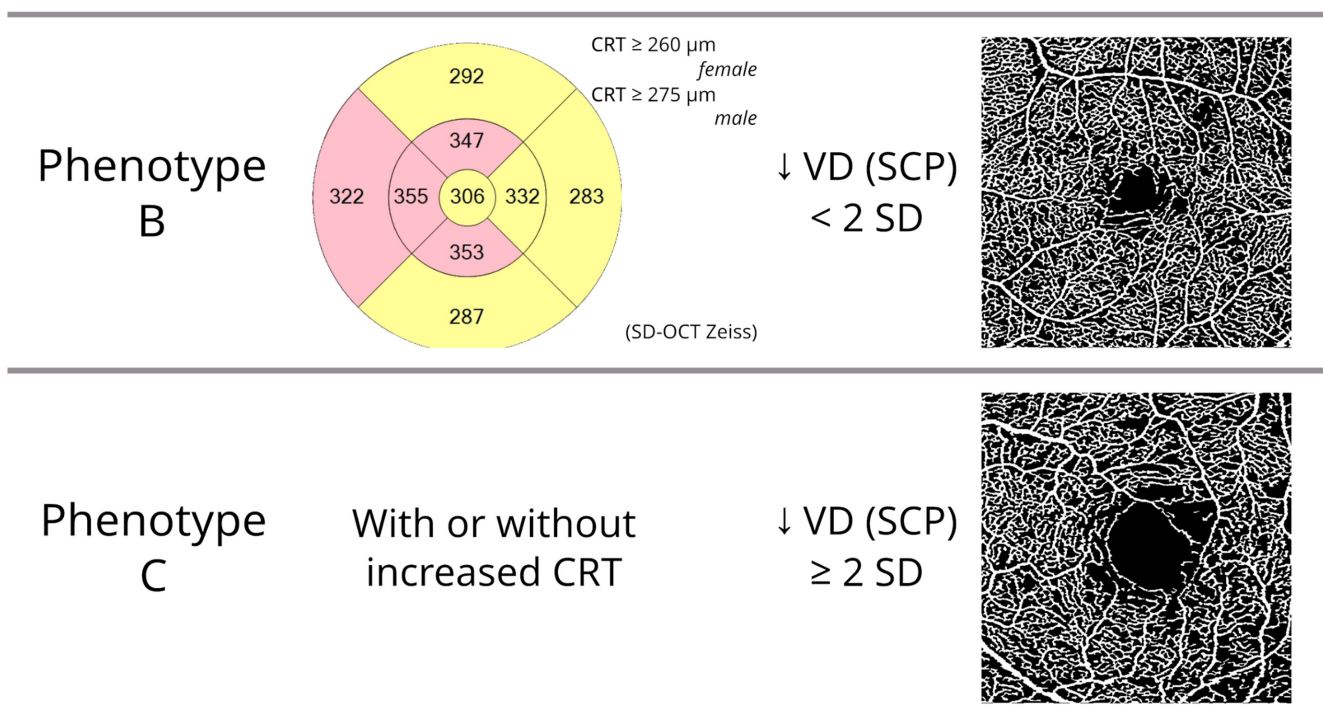 Phenotype
B
292
347
322
355
306
332
283
353
287
CRT ≥ 260 μm
female
CRT ≥ 275 μm
male
(SD-OCT Zeiss)
↓ VD (SCP)
< 2 SD
Phenotype
C
With or without
increased CRT
↓ VD (SCP)
≥ 2 SD